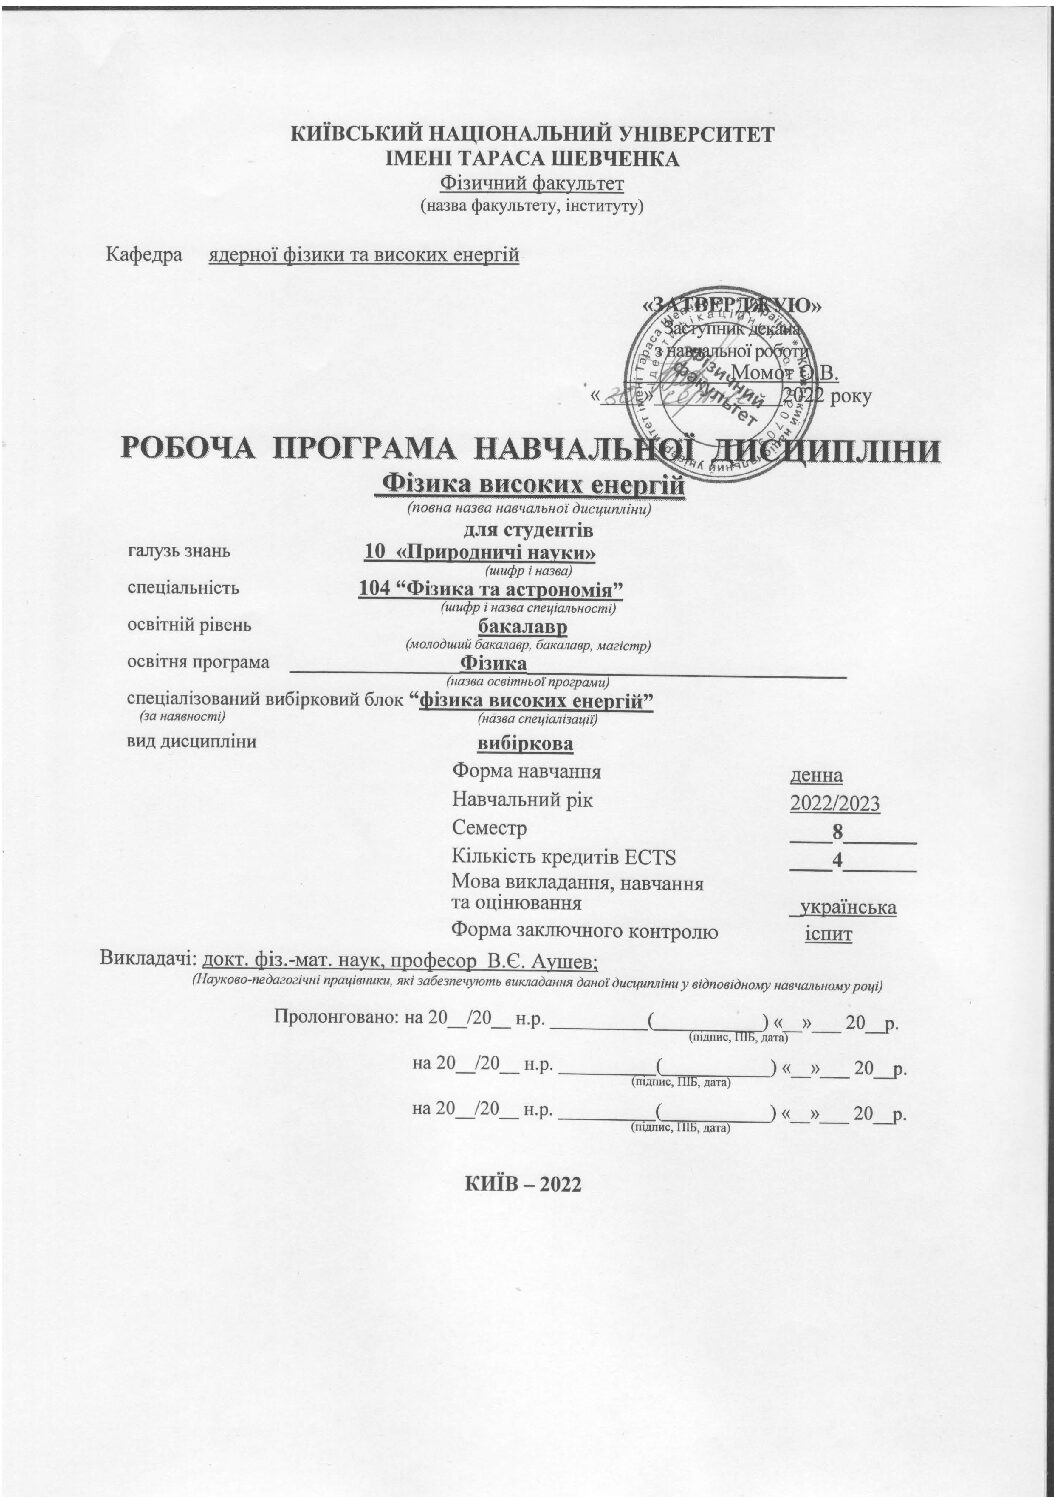 КИЇВСЬКИЙ НАЦІОНАЛЬНИЙ УНІВЕРСИТЕТ
ІМЕНІ ТАРАСА ШЕВЧЕНКА
Фізичний факультет
(назва факультету, інституту)
Кафедра ядерної фізики та високих енергій
«ЗАТВЕРДЖУЮ»
Заступник декана
з навчальної роботи
Момот О.В.
«30» 2022 року
Фізичний
факультет
РОБОЧА ПРОГРАМА НАВЧАЛЬНОЇ ДИСЦИПЛІНИ
Фізика високих енергій
(повна назва навчальної дисципліни)
для студентів
галузь знань 10 «Природничі науки»
(шифр і назва)
спеціальність 104 “Фізика та астрономія”
(шифр і назва спеціальності)
освітній рівень бакалавр
(молодший бакалавр, бакалавр, магістр)
освітня програма Фізика
(назва освітньої програми)
спеціалізований вибірковий блок “фізика високих енергій”
(за наявності) (назва спеціалізації)
вид дисципліни вибіркова
Форма навчання денна
Навчальний рік 2022/2023
Семестр ____8_______
Кількість кредитів ECTS ____4_______
Мова викладання, навчання
та оцінювання українська
Форма заключного контролю іспит
Викладачі: докт. фіз.-мат. наук, професор В.Є. Аушев;
(Науково-педагогічні працівники, які забезпечують викладання даної дисципліни у відповідному навчальному році)
Пролонговано: на 20__/20__ н.р. __________(___________) «__»___ 20__р.
(підпис, ПІБ, дата)
на 20__/20__ н.р. __________(___________) «__»___ 20__р.
(підпис, ПІБ, дата)
на 20__/20__ н.р. __________(___________) «__»___ 20__р.
(підпис, ПІБ, дата)
КИЇВ – 2022